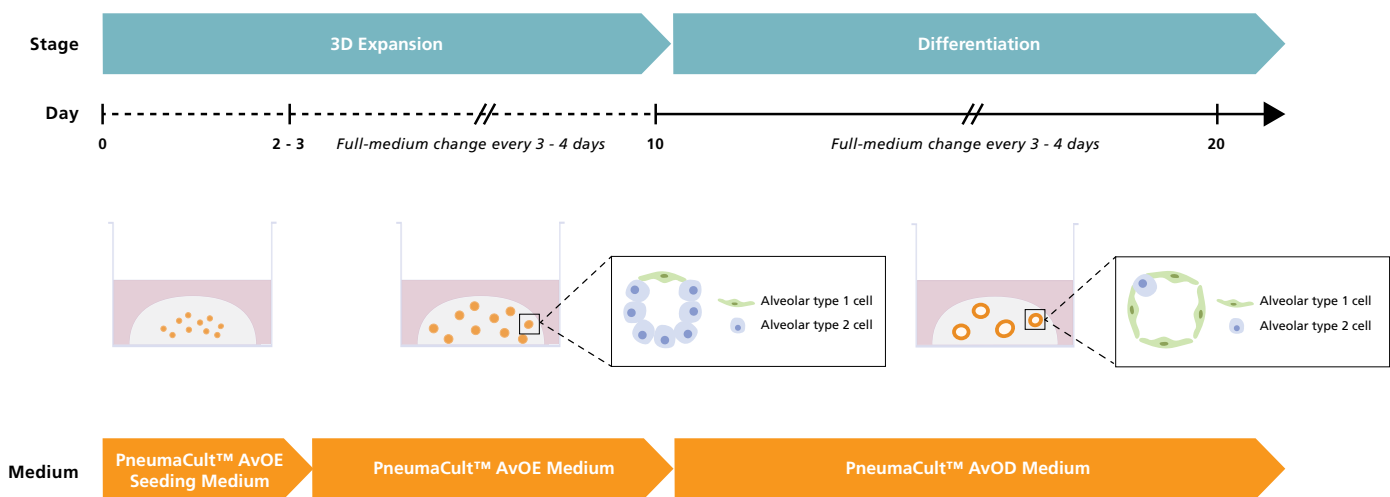 Stage
3D Expansion
Differentiation
Day
0
2 - 3
Full-medium change every 3 - 4 days
10
Full-medium change every 3 - 4 days
20
Alveolar type 1 cell
Alveolar type 2 cell
Alveolar type 1 cell
Alveolar type 2 cell
Medium
PneumaCult™ AvOE
Seeding Medium
PneumaCult™ AvOE Medium
PneumaCult™ AvOD Medium